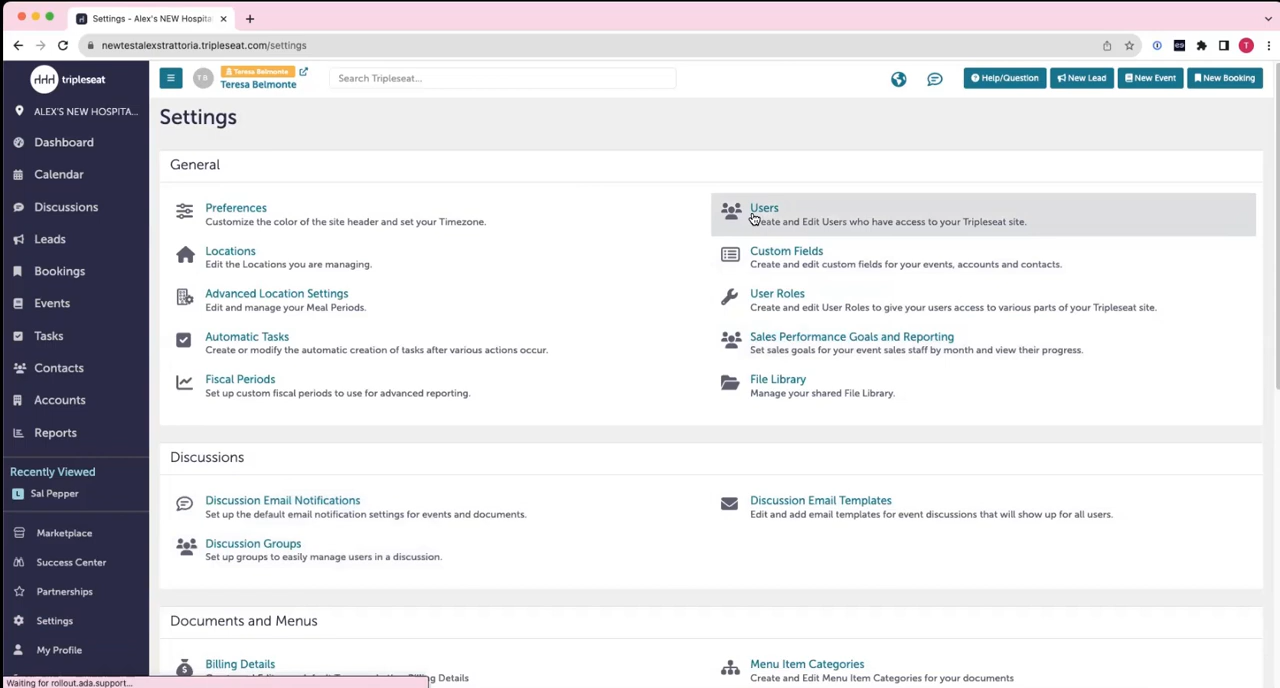 Settings - Alex's NEW Hospita
newtestalexstrattoria.tripleseat.com/settings
T
tripleseat
ALEX'S NEW HOSPITA...
Dashboard
Calendar
Discussions
Leads
Bookings
Events
Tasks
Contacts
Accounts
Reports
Recently Viewed
L Sal Pepper
Marketplace
Success Center
Partnerships
Settings
My Profile
T B
Teresa Belmonte
Teresa Belmonte
Search Tripleseat...
Help/Question
New Lead
New Event
New Booking
Settings
General
Preferences
Customize the color of the site header and set your Timezone.
Users
Create and Edit Users who have access to your Tripleseat site.
Locations
Edit the Locations you are managing.
Custom Fields
Create and edit custom fields for your events, accounts and contacts.
Advanced Location Settings
Edit and manage your Meal Periods.
User Roles
Create and edit User Roles to give your users access to various parts of your Tripleseat site.
Automatic Tasks
Create or modify the automatic creation of tasks after various actions occur.
Sales Performance Goals and Reporting
Set sales goals for your event sales staff by month and view their progress.
Fiscal Periods
Set up custom fiscal periods to use for advanced reporting.
File Library
Manage your shared File Library.
Discussions
Discussion Email Notifications
Set up the default email notification settings for events and documents.
Discussion Email Templates
Edit and add email templates for event discussions that will show up for all users.
Discussion Groups
Set up groups to easily manage users in a discussion.
Documents and Menus
Billing Details
Billing Details
Menu Item Categories
Create and Edit Menu Item Categories for your documents
Waiting for rollout.ada.support...